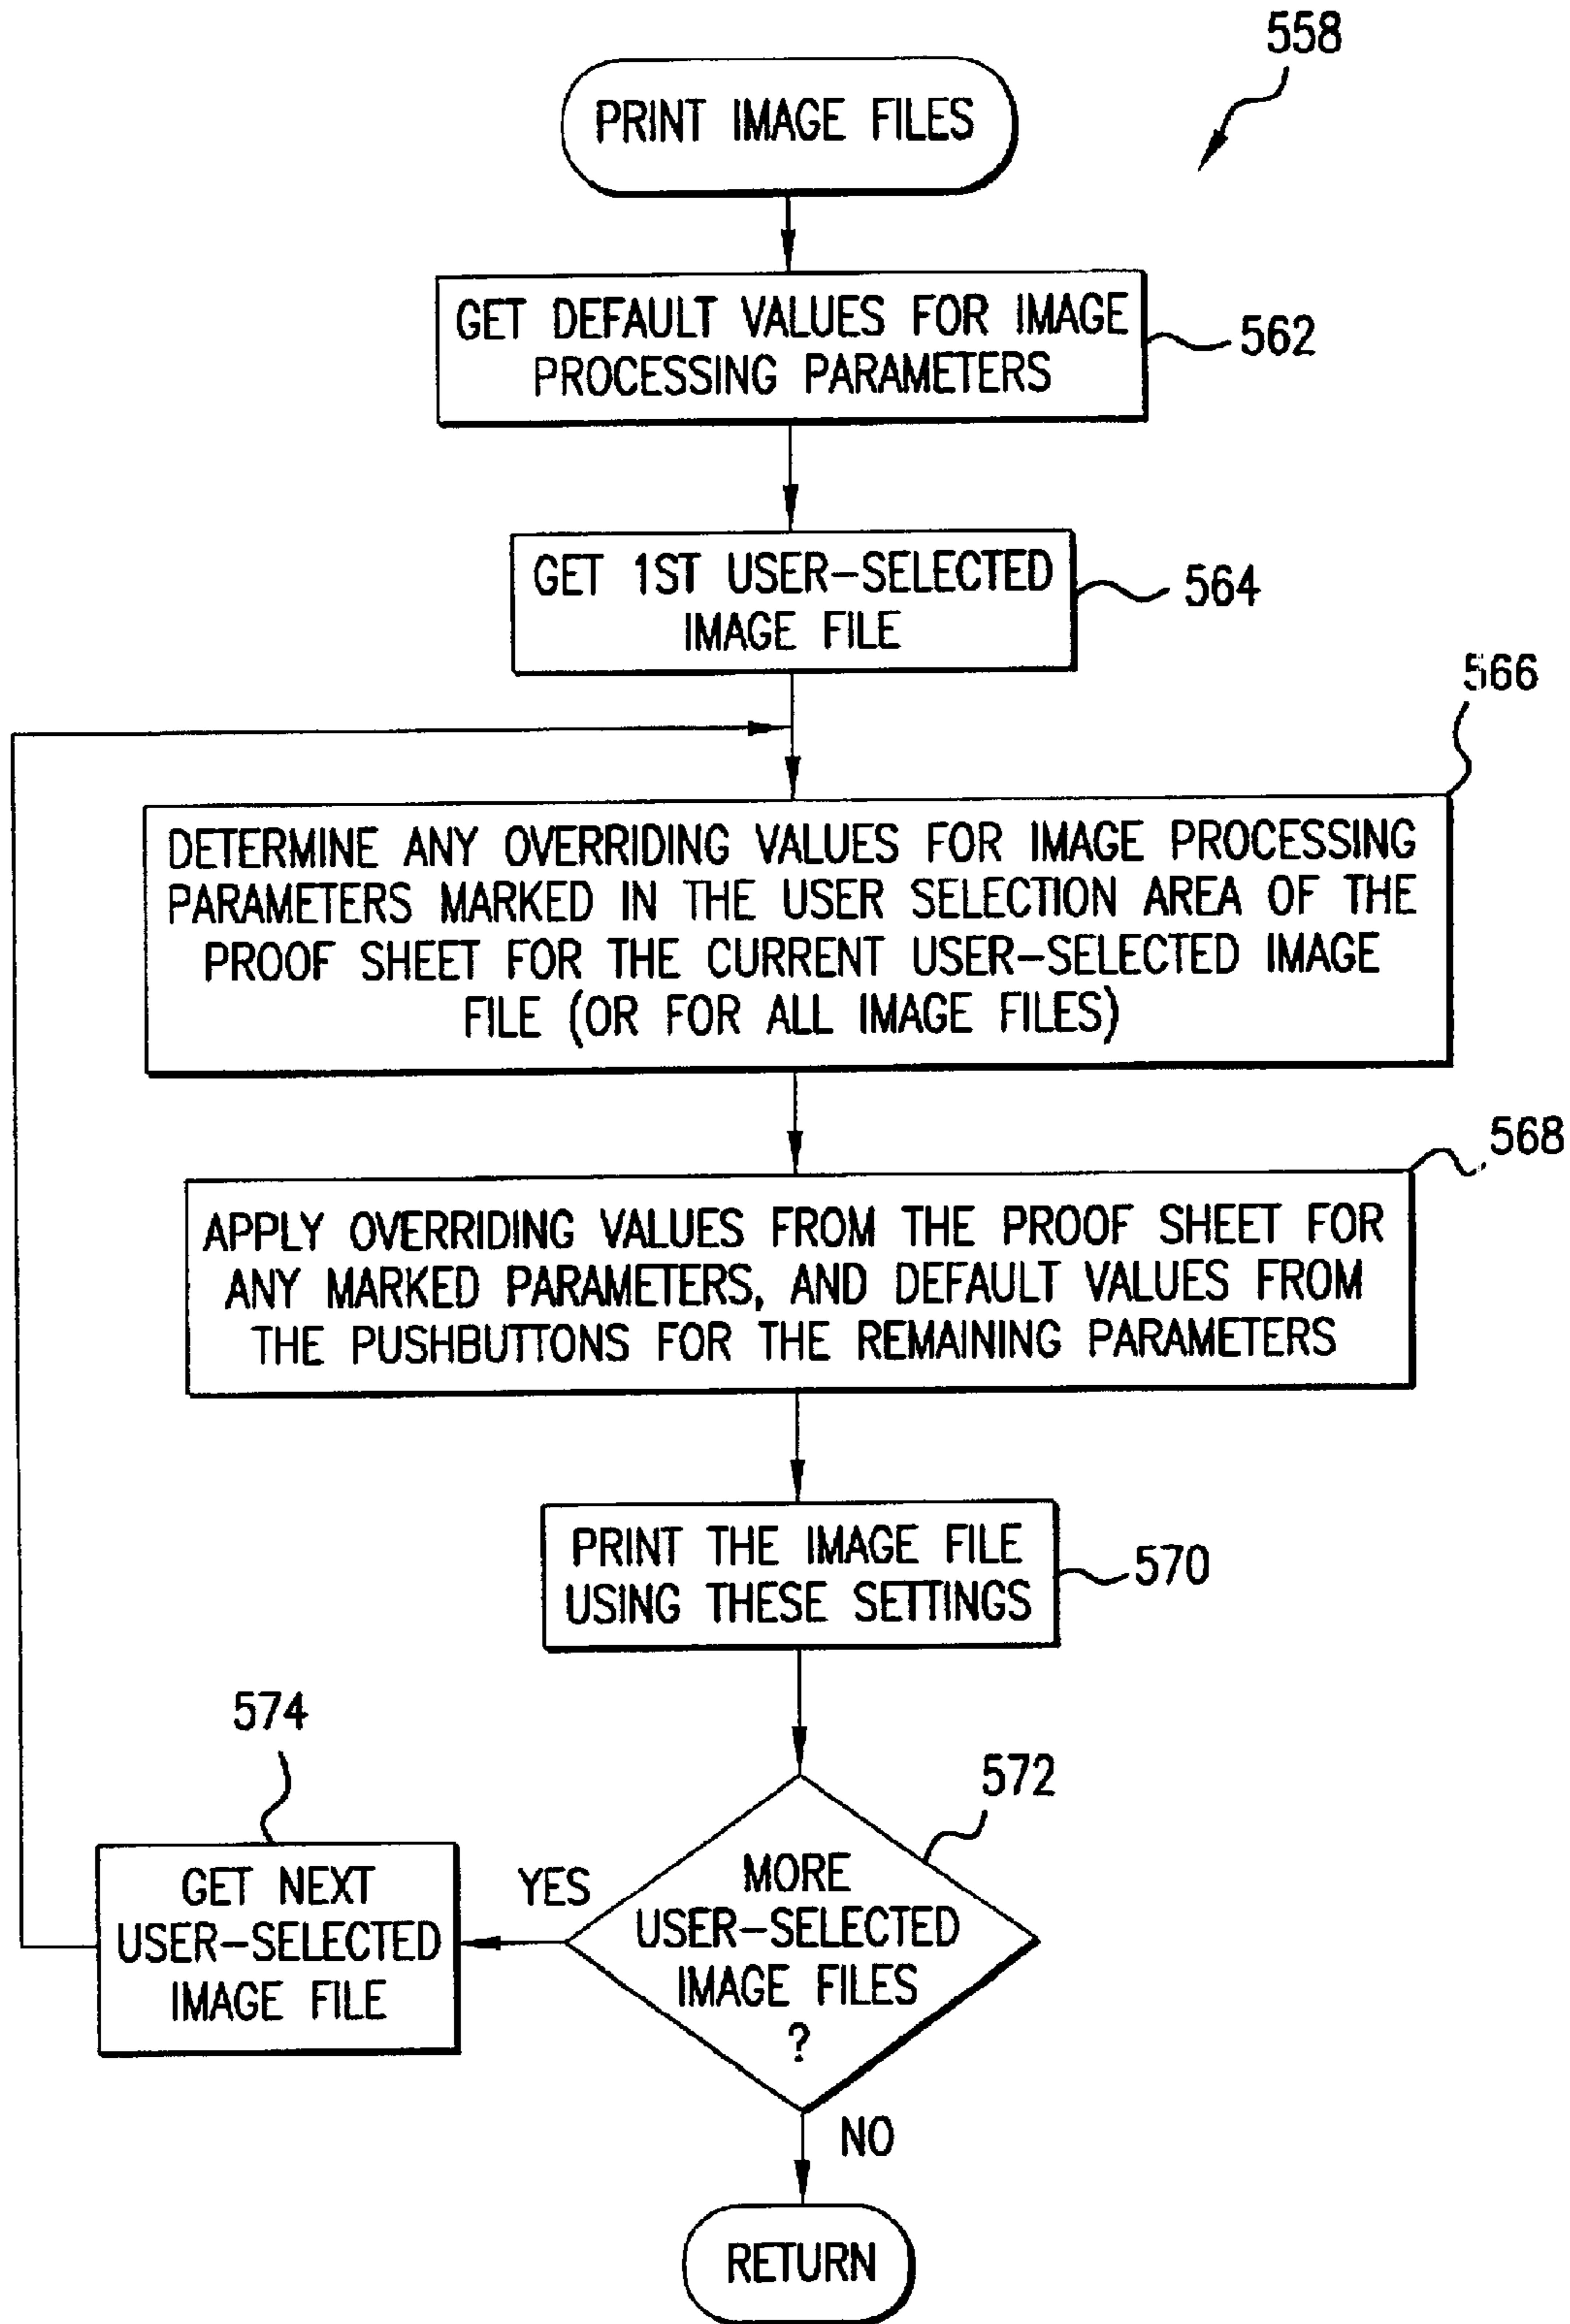 558
PRINT IMAGE FILES
GET DEFAULT VALUES FOR IMAGE
PROCESSING PARAMETERS
562
GET 1ST USER-SELECTED
IMAGE FILE
564
566
DETERMINE ANY OVERRIDING VALUES FOR IMAGE PROCESSING
PARAMETERS MARKED IN THE USER SELECTION AREA OF THE
PROOF SHEET FOR THE CURRENT USER-SELECTED IMAGE
FILE (OR FOR ALL IMAGE FILES)
568
APPLY OVERRIDING VALUES FROM THE PROOF SHEET FOR
ANY MARKED PARAMETERS, AND DEFAULT VALUES FROM
THE PUSHBUTTONS FOR THE REMAINING PARAMETERS
PRINT THE IMAGE FILE
USING THESE SETTINGS
570
574
572
GET NEXT
USER-SELECTED
IMAGE FILE
YES
MORE
USER-SELECTED
IMAGE FILES
?
NO
RETURN